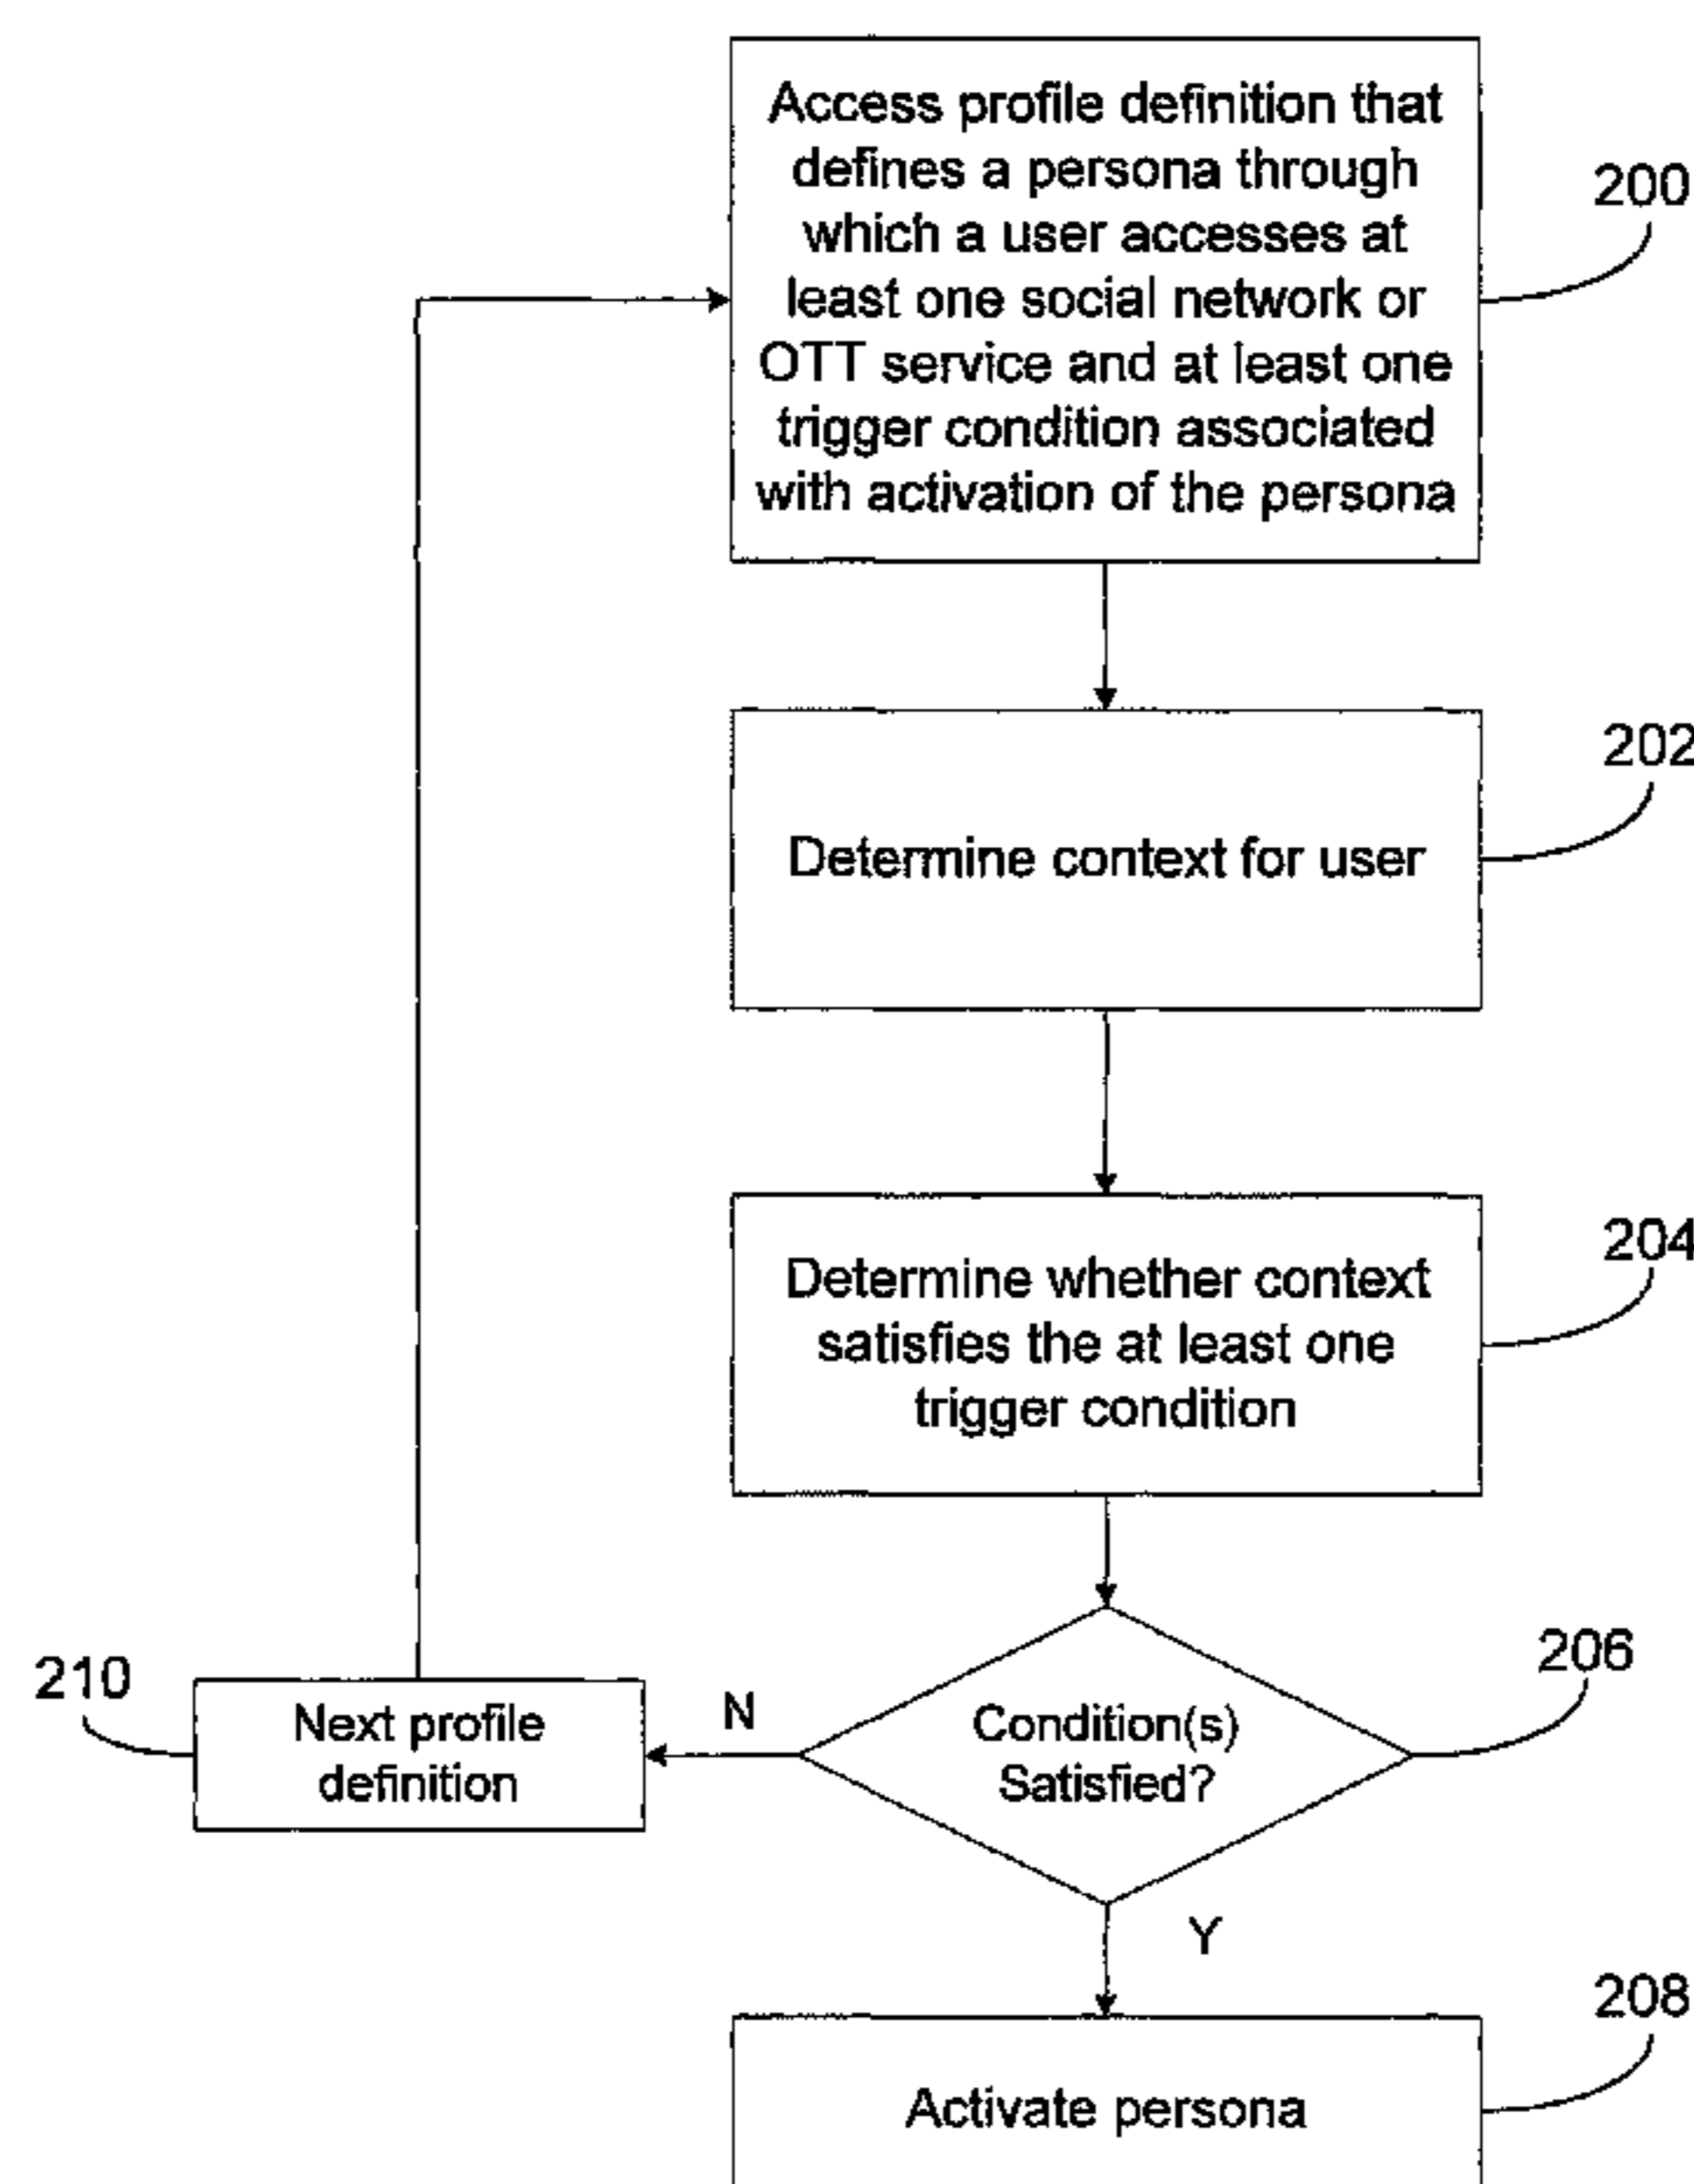 Access profile definition that
defines a persona through
which a user accesses at
least one social network or
OTT service and at least one
trigger condition associated
with activation of the persona
200
Determine context for user
202
Determine whether context
satisfies the at least one
trigger condition
204
Condition(s)
Satisfied?
206
N
210
Next profile
definition
Y
Activate persona
208